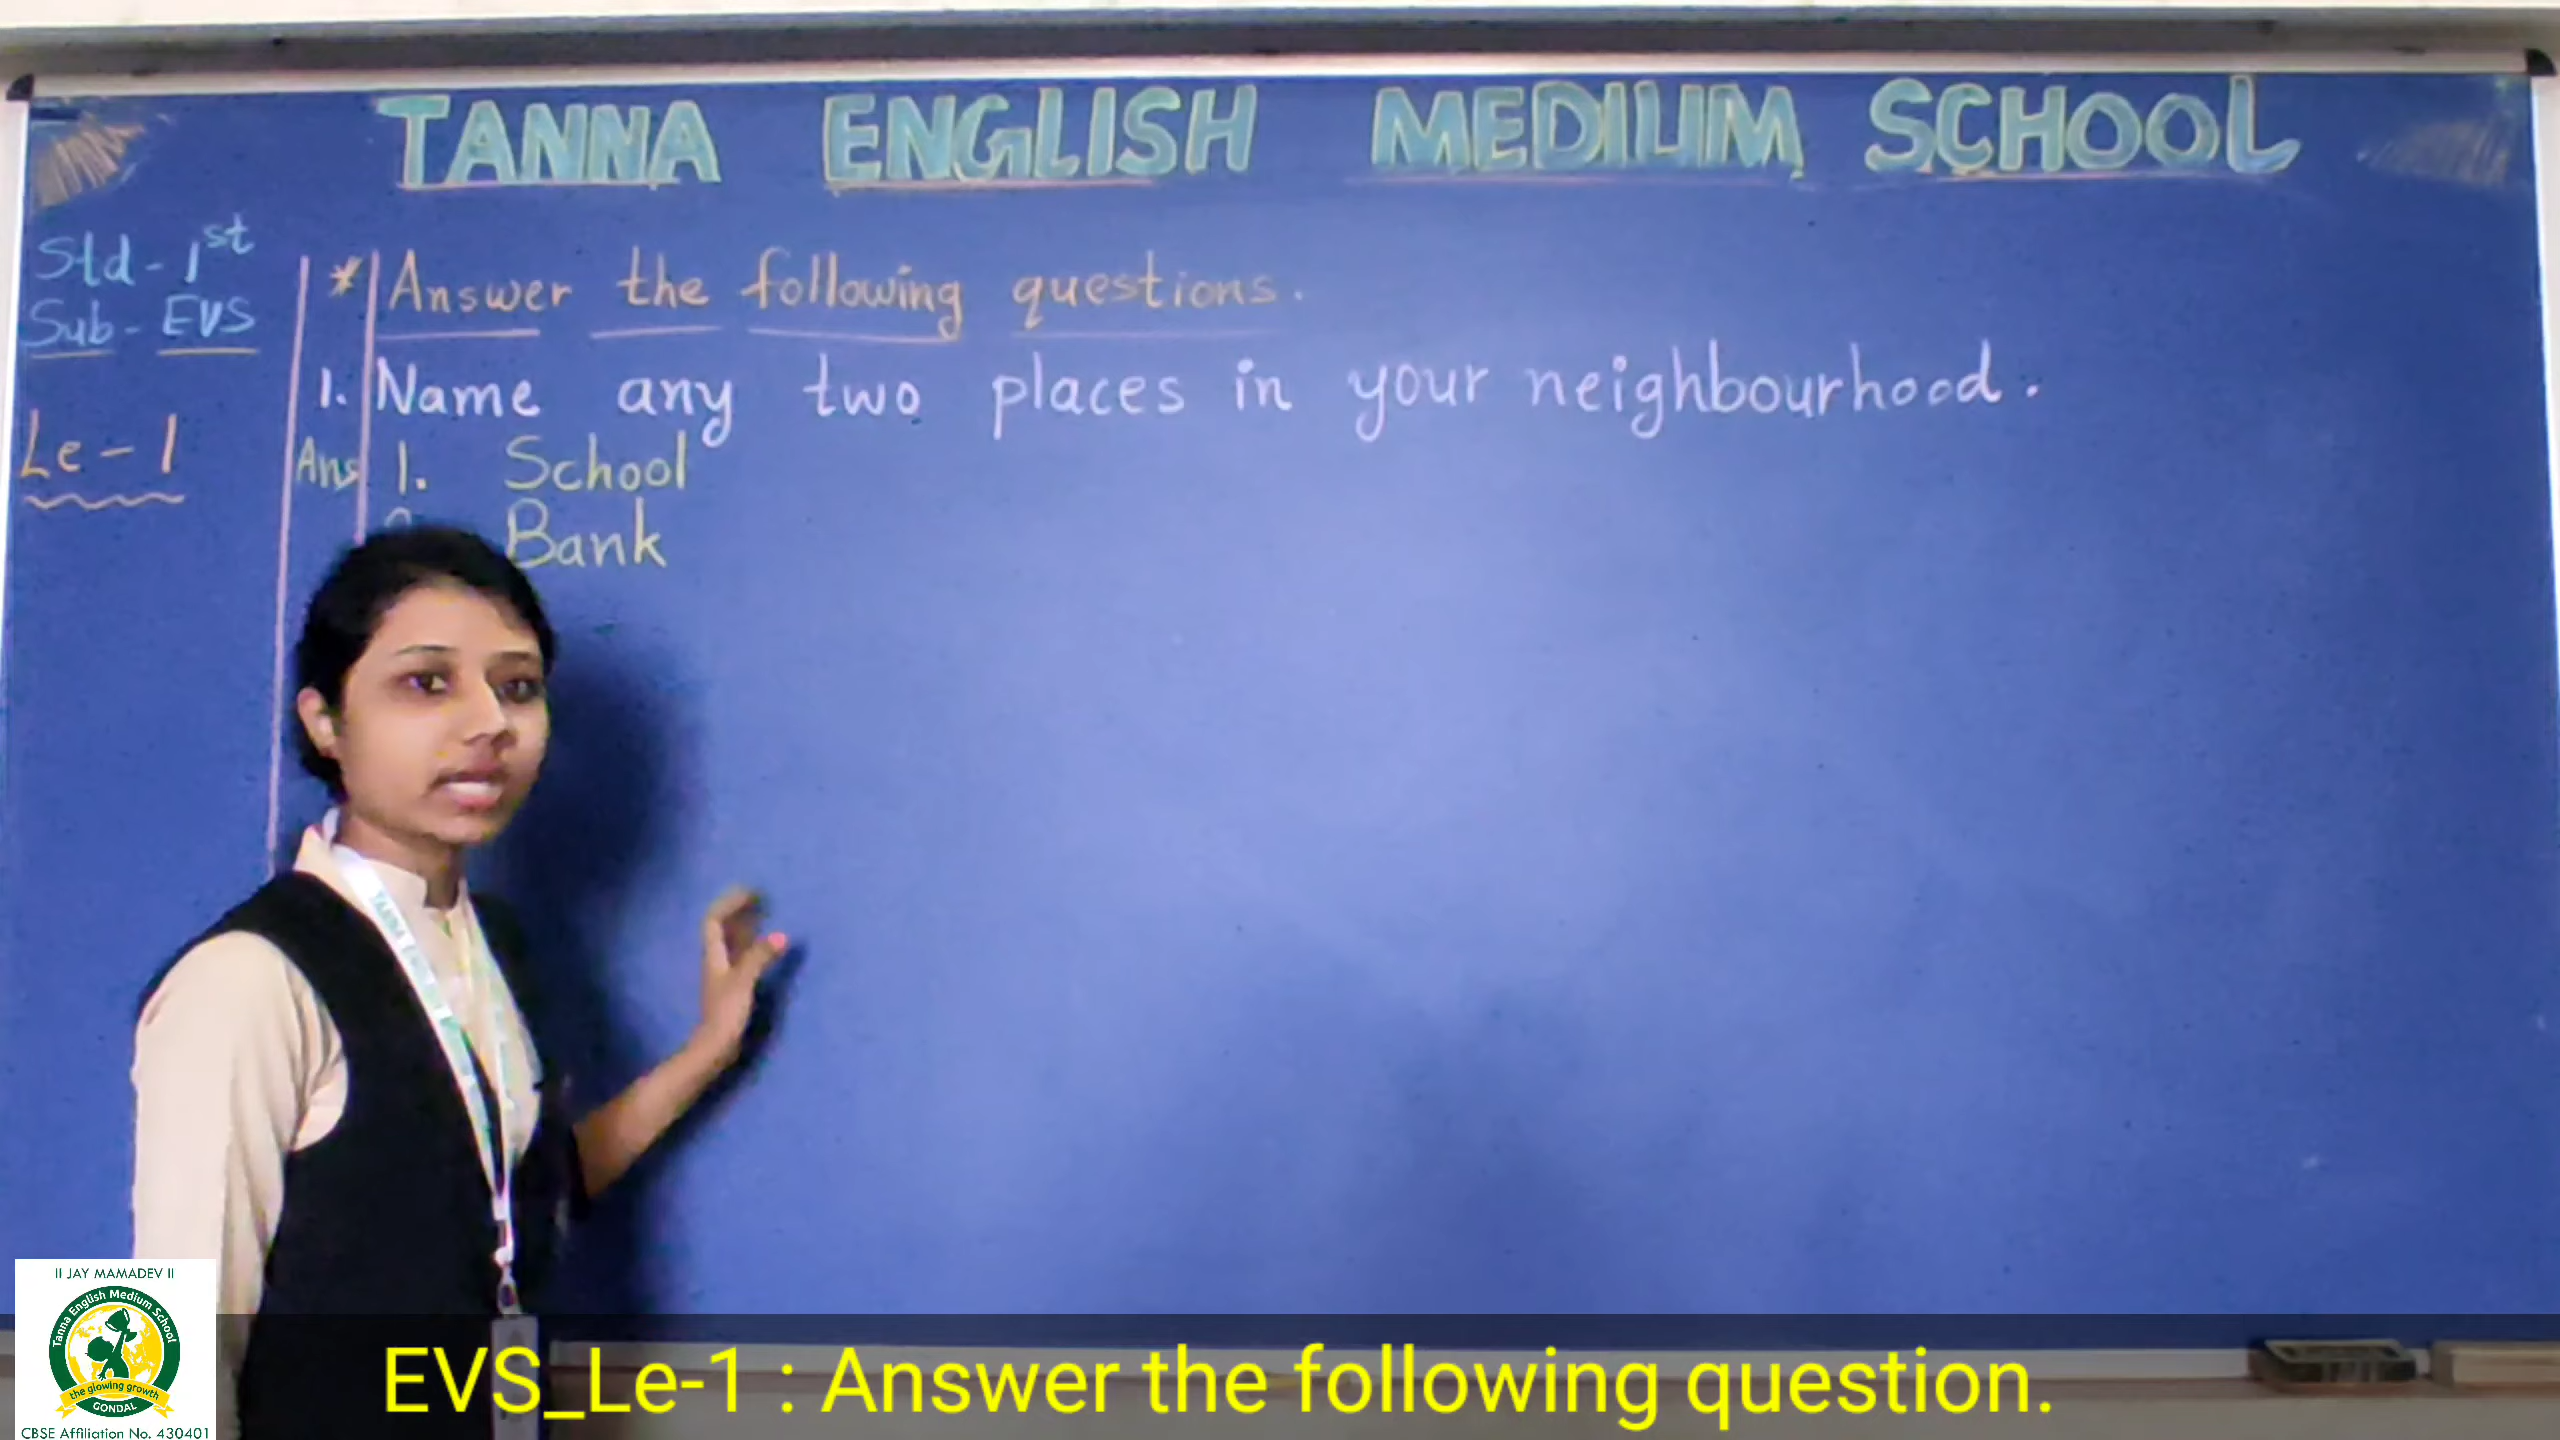 TANNA ENGLISH MEDIUM SCHOOL
Std - 1st
Sub - EVS
Le - 1
* Answer the following questions.
1. Name any two places in your neighbourhood.
Ans 1. School
Bank
II JAY MAMADEV II
Tanna English Medium School
the glowing growth
GONDAL
CBSE Affiliation No. 430401
EVS_Le-1 : Answer the following question.